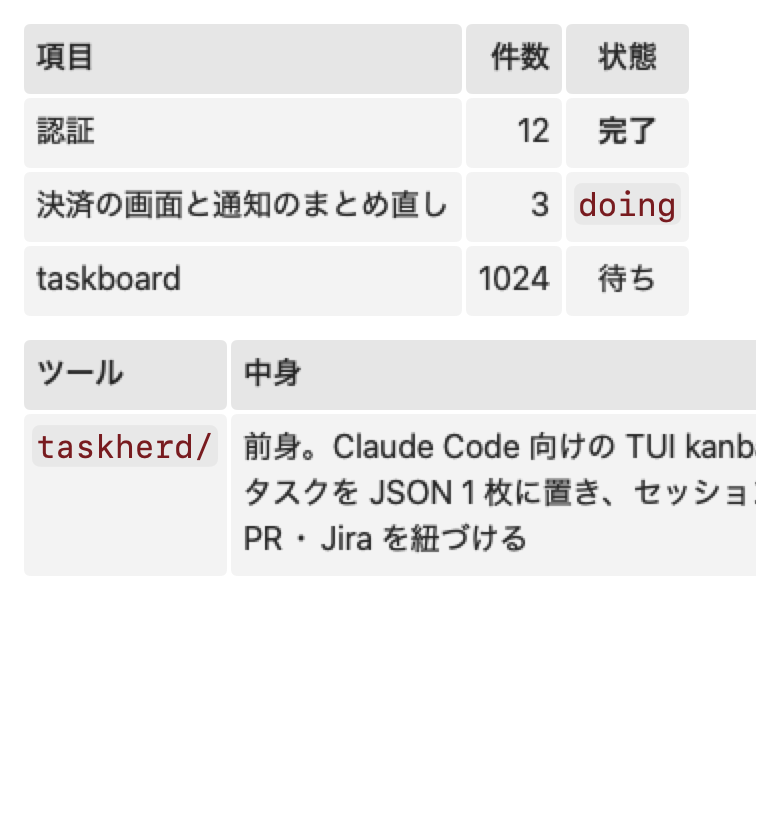 項目 件数 状態
認証 12 完了
決済の画面と通知のまとめ直し 3 doing
taskboard 1024 待ち
ツール 中身
taskherd/ 前身。Claude Code 向けの TUI
タスクを JSON 1 枚に置き、セッショ
PR・Jira を紐づける